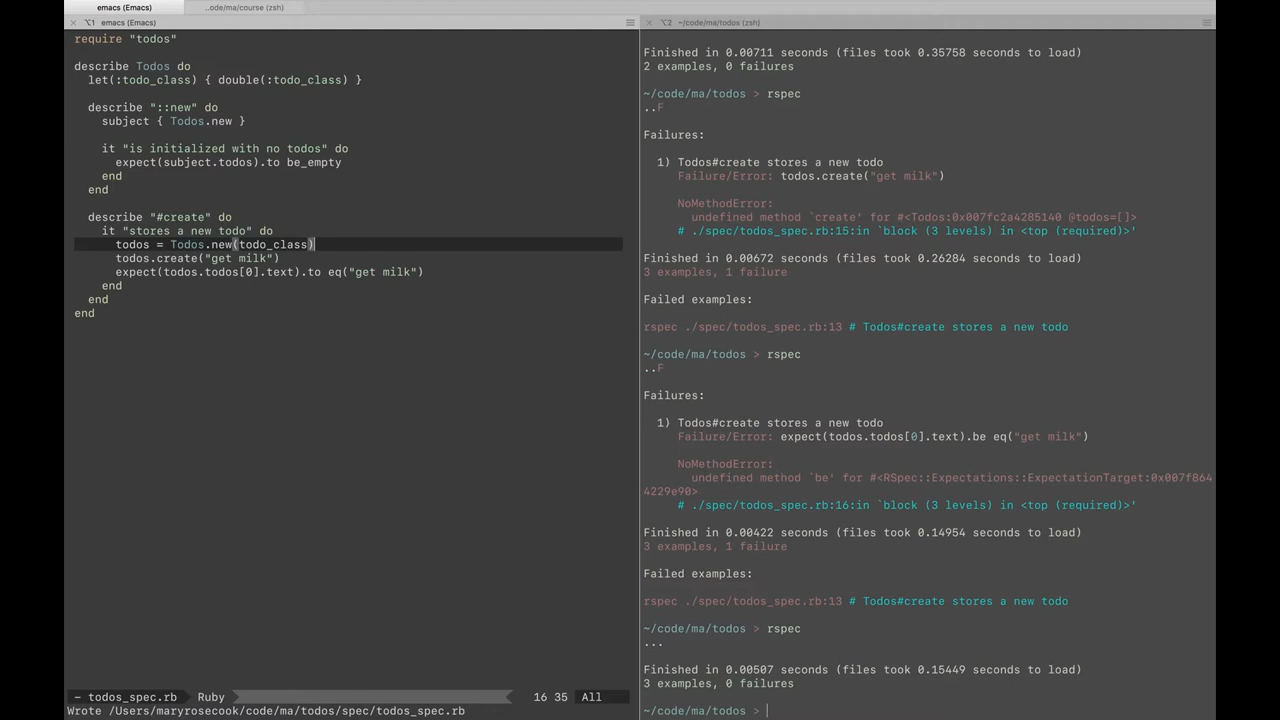 emacs (Emacs)
..ode/ma/course (zsh)
⌥1 emacs (Emacs)
require "todos"
describe Todos do
let(:todo_class) { double(:todo_class) }
describe "::new" do
subject { Todos.new }
it "is initialized with no todos" do
expect(subject.todos).to be_empty
end
end
describe "#create" do
it "stores a new todo" do
todos = Todos.new(todo_class)
todos.create("get milk")
expect(todos.todos[0].text).to eq("get milk")
end
end
end
- todos_spec.rb Ruby 16 35 All
Wrote /Users/maryrosecook/code/ma/todos/spec/todos_spec.rb
⌥2 ~/code/ma/todos (zsh)
Finished in 0.00711 seconds (files took 0.35758 seconds to load)
2 examples, 0 failures
~/code/ma/todos > rspec
..F
Failures:
1) Todos#create stores a new todo
Failure/Error: todos.create("get milk")
NoMethodError:
undefined method `create' for #<Todos:0x007fc2a4285140 @todos=[]>
# ./spec/todos_spec.rb:15:in `block (3 levels) in <top (required)>'
Finished in 0.00672 seconds (files took 0.26284 seconds to load)
3 examples, 1 failure
Failed examples:
rspec ./spec/todos_spec.rb:13 # Todos#create stores a new todo
~/code/ma/todos > rspec
..F
Failures:
1) Todos#create stores a new todo
Failure/Error: expect(todos.todos[0].text).be eq("get milk")
NoMethodError:
undefined method `be' for #<RSpec::Expectations::ExpectationTarget:0x007f864
4229e90>
# ./spec/todos_spec.rb:16:in `block (3 levels) in <top (required)>'
Finished in 0.00422 seconds (files took 0.14954 seconds to load)
3 examples, 1 failure
Failed examples:
rspec ./spec/todos_spec.rb:13 # Todos#create stores a new todo
~/code/ma/todos > rspec
...
Finished in 0.00507 seconds (files took 0.15449 seconds to load)
3 examples, 0 failures
~/code/ma/todos >